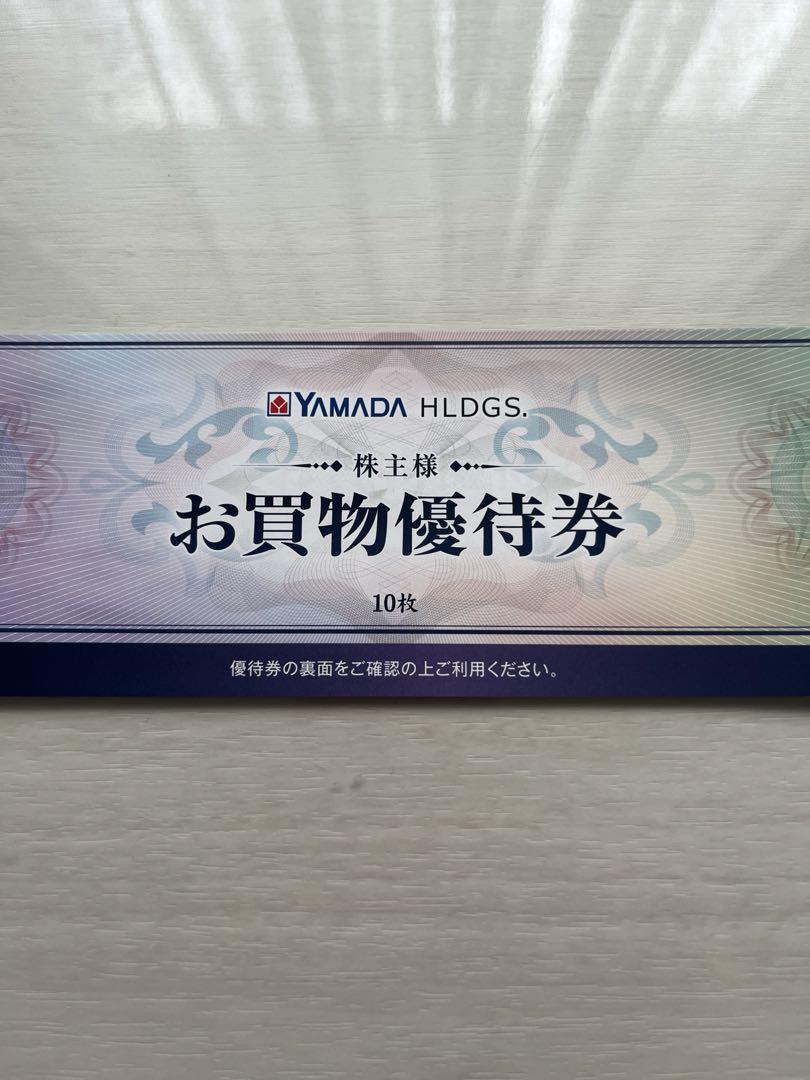 YAMADA HLDGS.
株主様
お買物優待券
10枚
優待券の裏面をご確認の上ご利用ください。